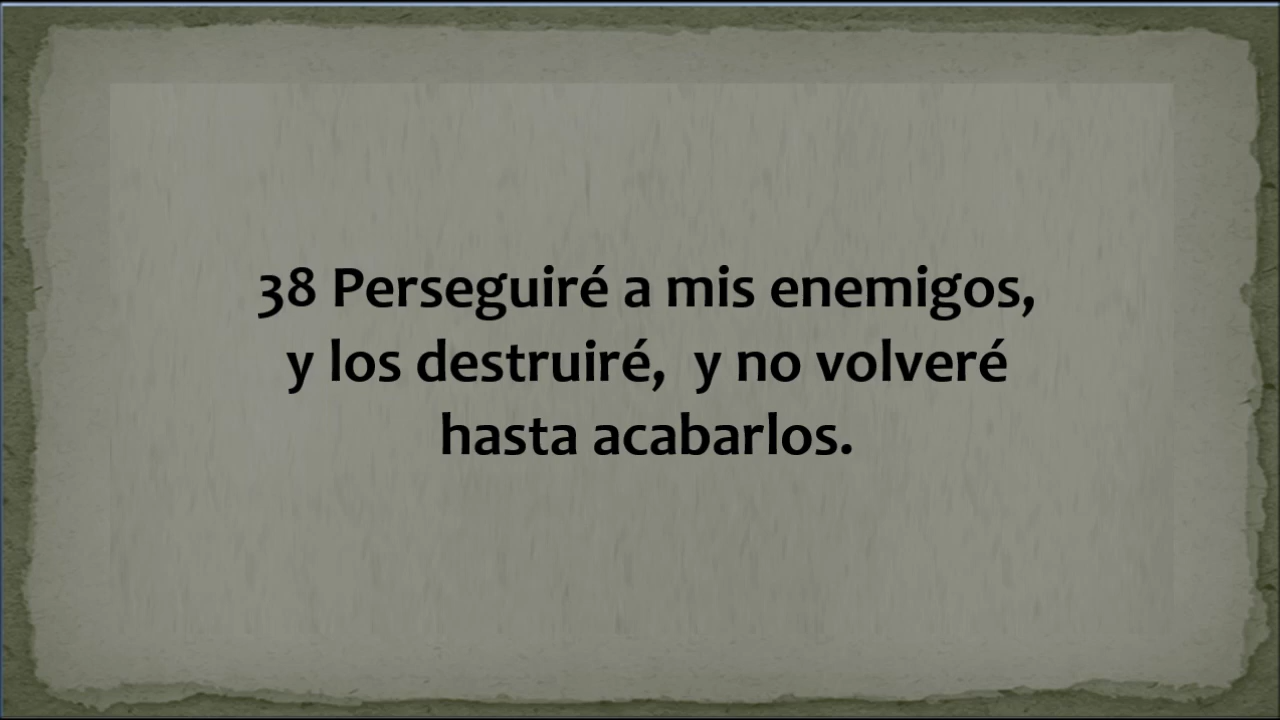 38 Perseguiré a mis enemigos,
y los destruiré,  y no volveré
hasta acabarlos.